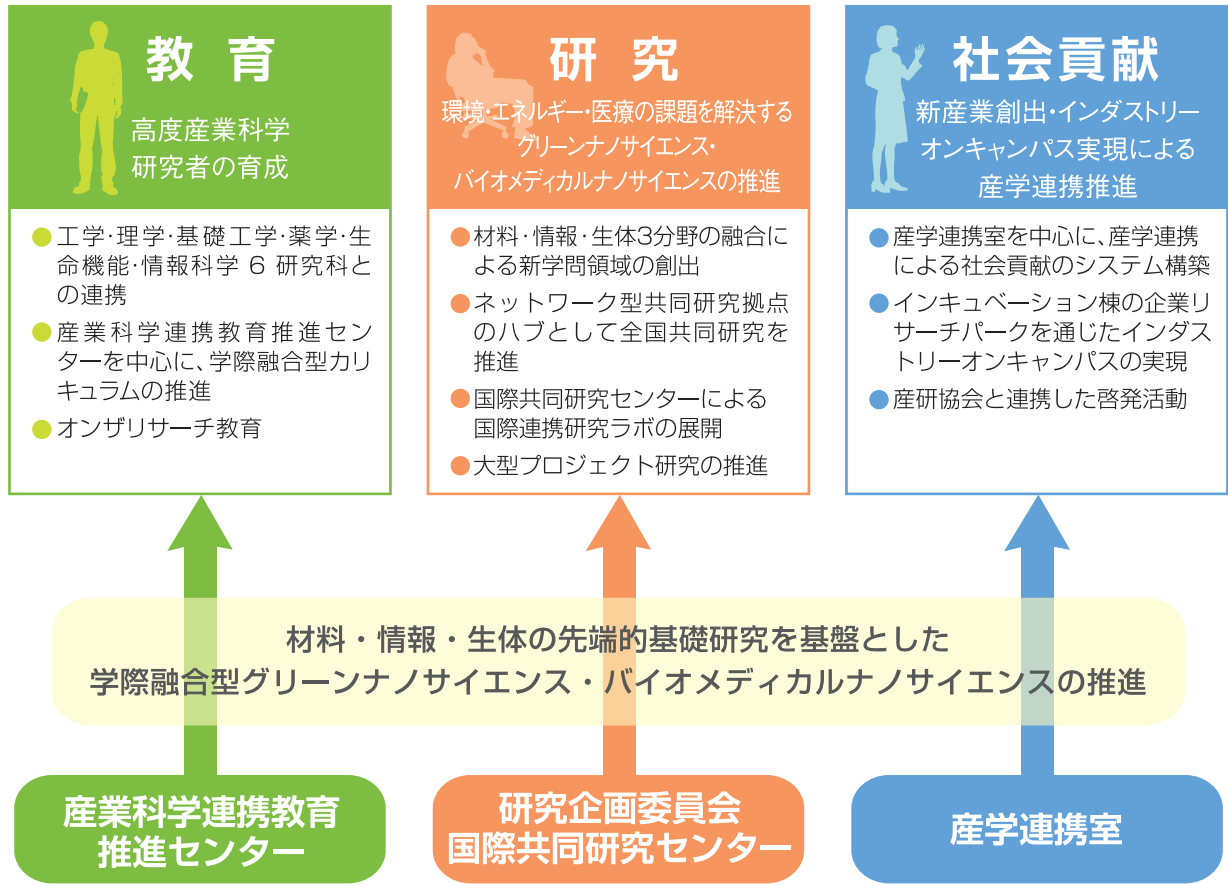 教 育
高度産業科学
研究者の育成
●工学・理学・基礎工学・薬学・生
命機能・情報科学 6 研究科と
の連携
●産業科学連携教育推進セン
ターを中心に、学際融合型カリ
キュラムの推進
●オンザリサーチ教育
研 究
環境・エネルギー・医療の課題を解決する
グリーンナノサイエンス・
バイオメディカルナノサイエンスの推進
●材料・情報・生体3分野の融合に
よる新学問領域の創出
●ネットワーク型共同研究拠点
のハブとして全国共同研究を
推進
●国際共同研究センターによる
国際連携研究ラボの展開
●大型プロジェクト研究の推進
社会貢献
新産業創出・インダストリー
オンキャンパス実現による
産学連携推進
●産学連携室を中心に、産学連携
による社会貢献のシステム構築
●インキュベーション棟の企業リ
サーチパークを通じたインダス
トリーオンキャンパスの実現
●産研協会と連携した啓発活動
材料・情報・生体の先端的基礎研究を基盤とした
学際融合型グリーンナノサイエンス・バイオメディカルナノサイエンスの推進
産業科学連携教育
推進センター
研究企画委員会
国際共同研究センター
産学連携室